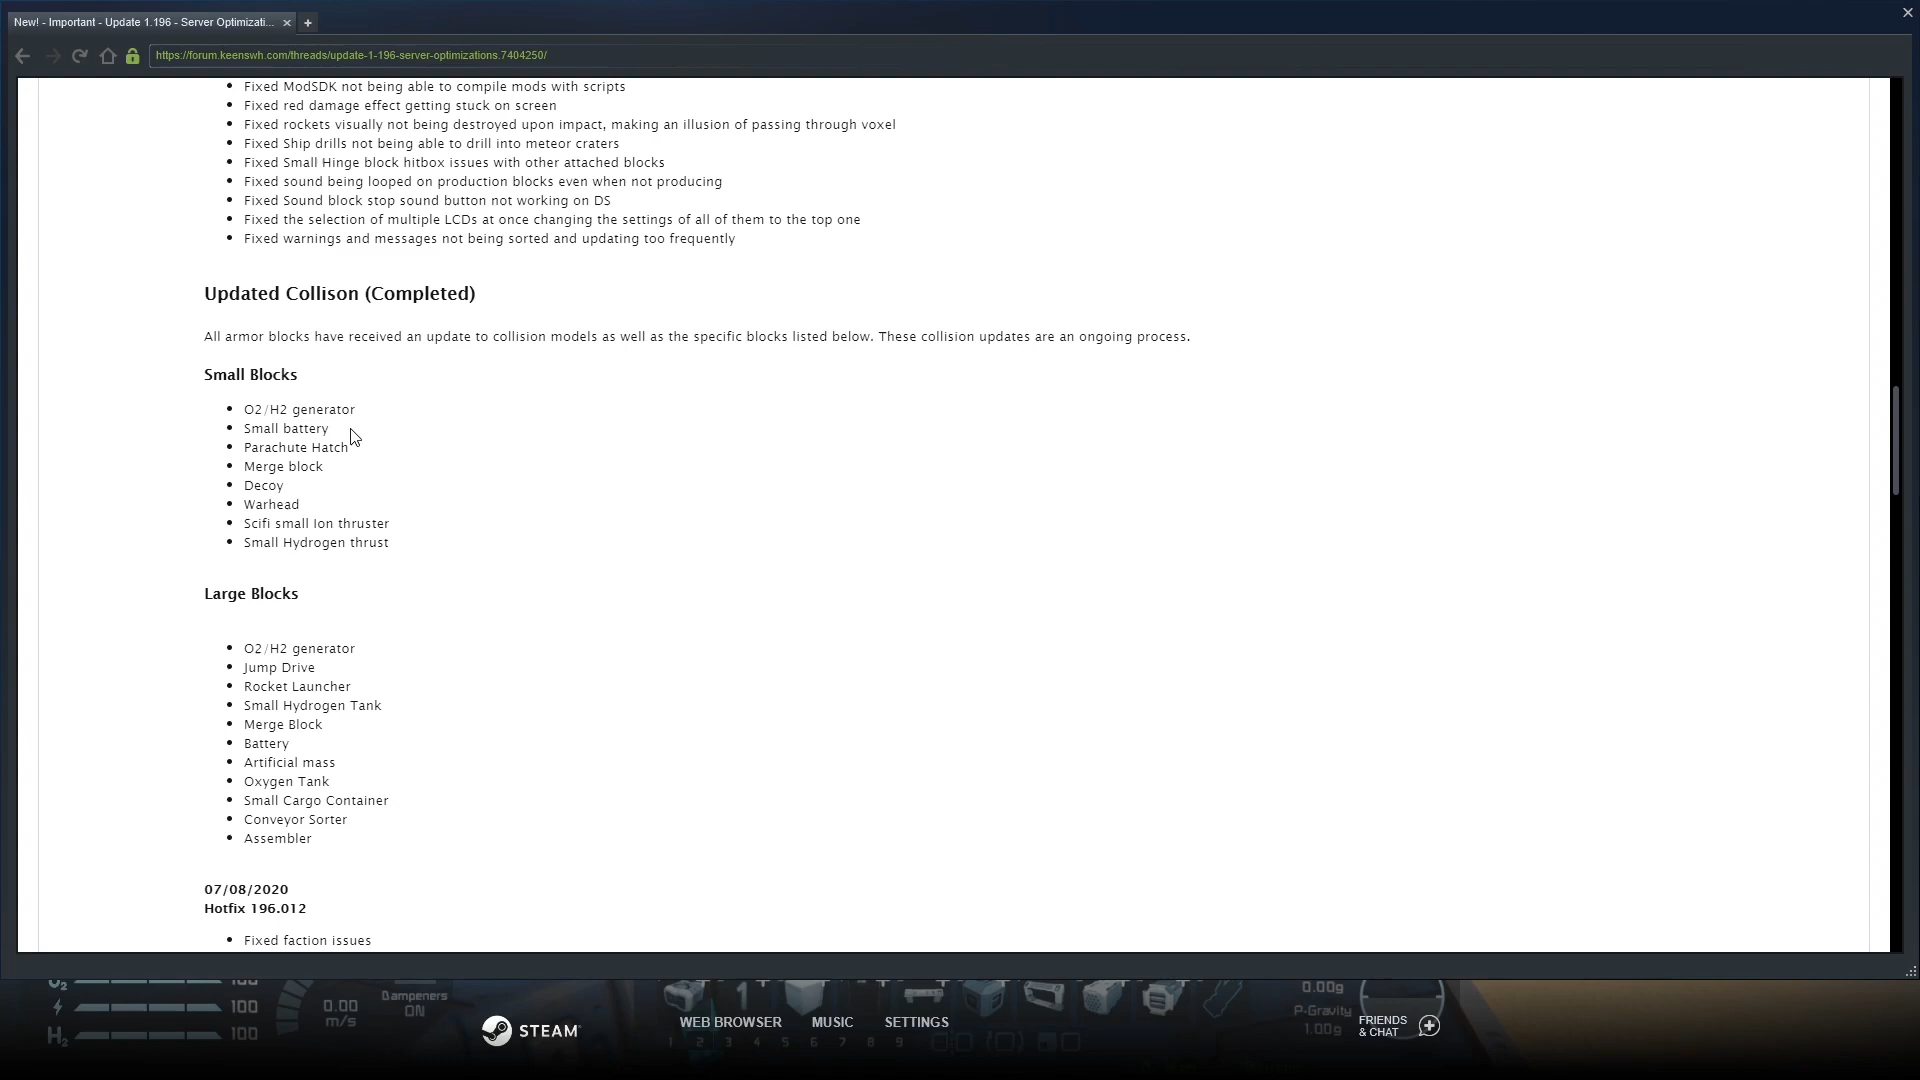 New! - Important - Update 1.196 - Server Optimizati...
https://forum.keenswh.com/threads/update-1-196-server-optimizations.7404250/
Fixed ModSDK not being able to compile mods with scripts
Fixed red damage effect getting stuck on screen
Fixed rockets visually not being destroyed upon impact, making an illusion of passing through voxel
Fixed Ship drills not being able to drill into meteor craters
Fixed Small Hinge block hitbox issues with other attached blocks
Fixed sound being looped on production blocks even when not producing
Fixed Sound block stop sound button not working on DS
Fixed the selection of multiple LCDs at once changing the settings of all of them to the top one
Fixed warnings and messages not being sorted and updating too frequently
Updated Collison (Completed)
All armor blocks have received an update to collision models as well as the specific blocks listed below. These collision updates are an ongoing process.
Small Blocks
O2/H2 generator
Small battery
Parachute Hatch
Merge block
Decoy
Warhead
Scifi small Ion thruster
Small Hydrogen thrust
Large Blocks
O2/H2 generator
Jump Drive
Rocket Launcher
Small Hydrogen Tank
Merge Block
Battery
Artificial mass
Oxygen Tank
Small Cargo Container
Conveyor Sorter
Assembler
07/08/2020
Hotfix 196.012
Fixed faction issues
O2 100
100
H2 100
0.00
m/s
Dampeners
ON
STEAM
WEB BROWSER MUSIC SETTINGS
1 2 3 4 5 6 7 8 9
0.00g
P-Gravity
1.00g
FRIENDS
& CHAT